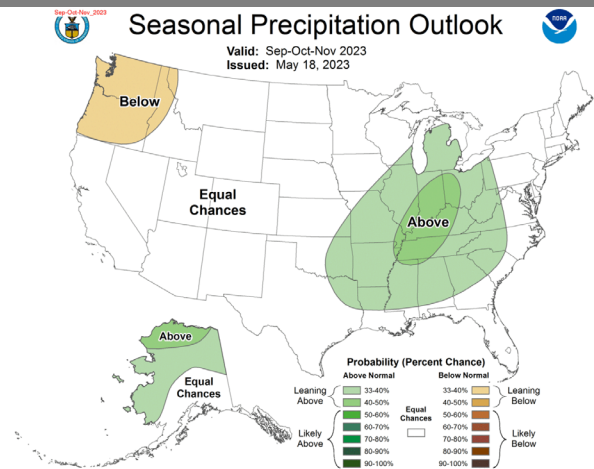 Sep-Oct-Nov_2023
NOAA
Seasonal Precipitation Outlook
Valid: Sep-Oct-Nov 2023
Issued: May 18, 2023
Below
Equal
Chances
Above
Above
Equal
Chances
Probability (Percent Chance)
Above Normal
Below Normal
Leaning
Above
33-40%
40-50%
50-60%
60-70%
70-80%
80-90%
90-100%
Likely
Above
Equal
Chances
33-40%
40-50%
50-60%
60-70%
70-80%
80-90%
90-100%
Leaning
Below
Likely
Below